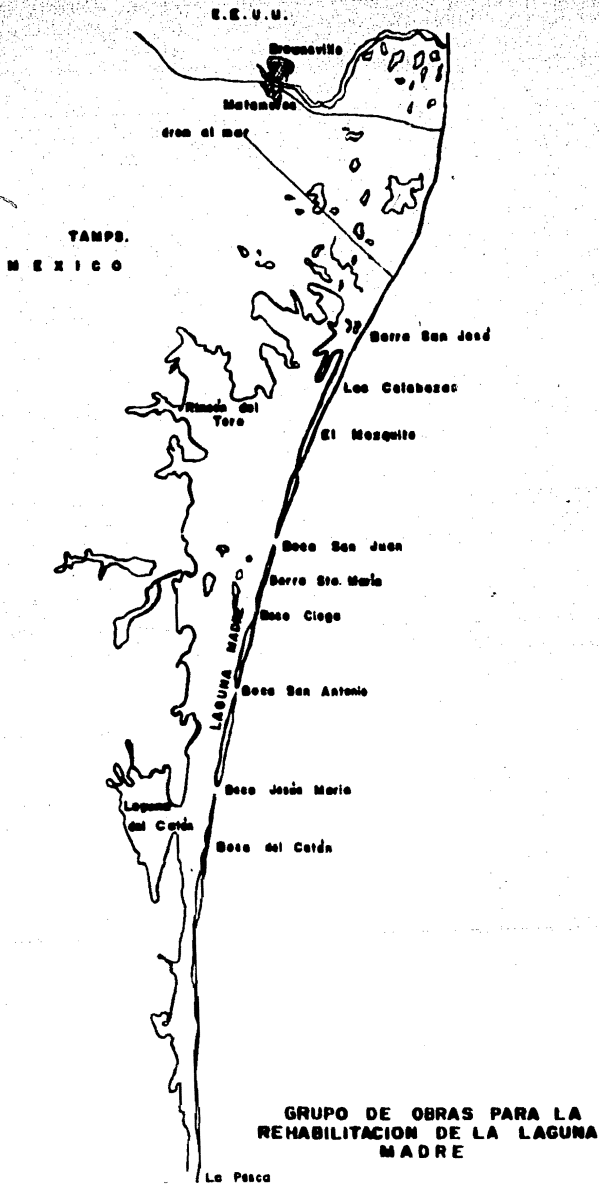 E.E.U.U.
Brownsville
Matamoros
dren al mar
TAMPS.
MEXICO
Barra San José
Las Calabazas
Rincón del
Toro
El Mezquite
Boca San Juan
Barra Sta. María
Boca Ciega
LAGUNA MADRE
Boca San Antonio
Boca Jesús María
Laguna
del Catán
Boca del Catán
GRUPO DE OBRAS PARA LA
REHABILITACION DE LA LAGUNA
MADRE
La Pesca